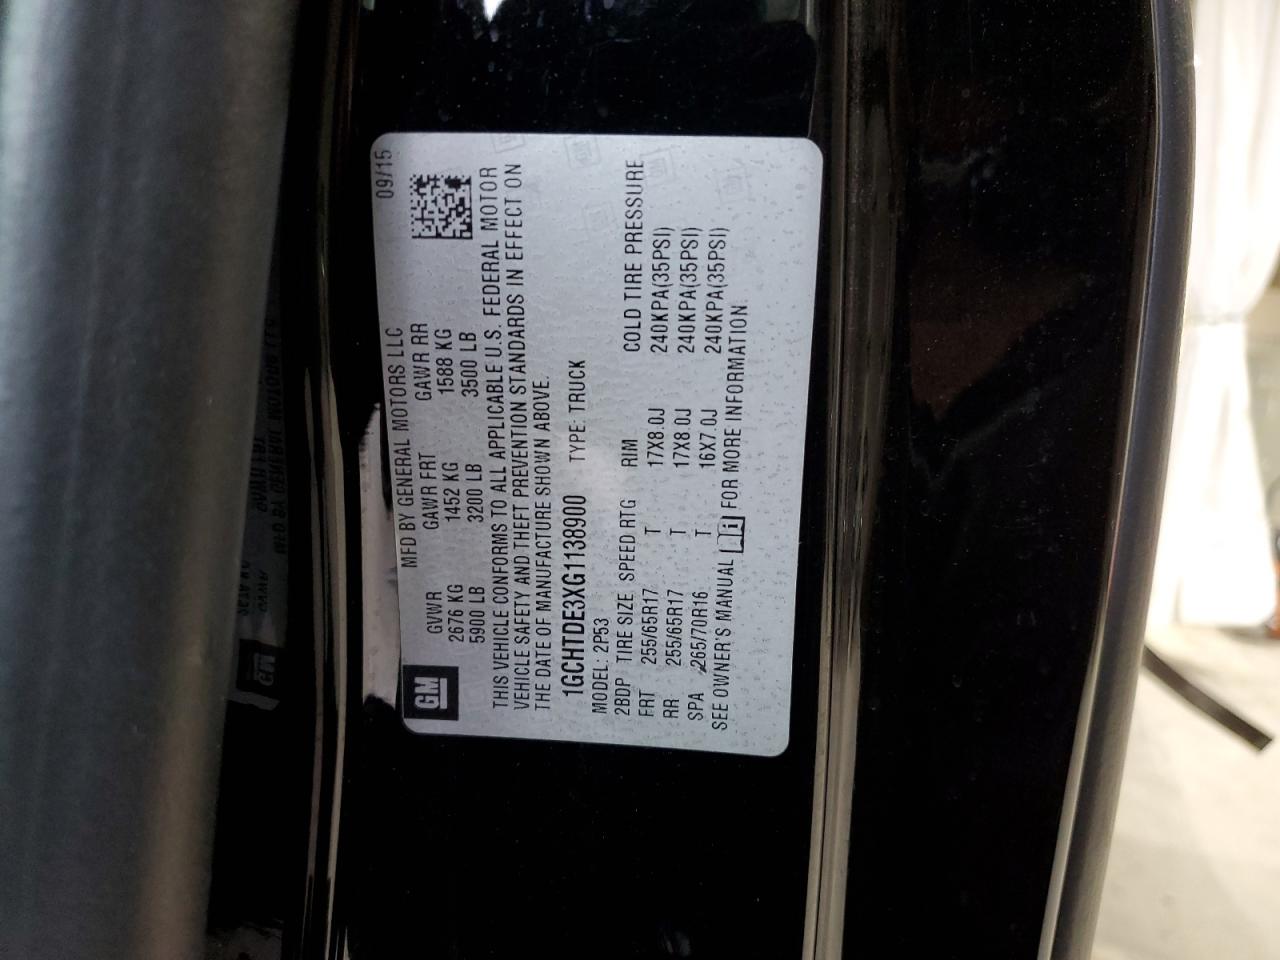 09/15
MFD BY GENERAL MOTORS LLC
GM
GVWR GAWR FRT GAWR RR
2676 KG 1452 KG 1588 KG
5900 LB 3200 LB 3500 LB
THIS VEHICLE CONFORMS TO ALL APPLICABLE U.S. FEDERAL MOTOR
VEHICLE SAFETY AND THEFT PREVENTION STANDARDS IN EFFECT ON
THE DATE OF MANUFACTURE SHOWN ABOVE.
1GCHTDE3XG1138900 TYPE: TRUCK
MODEL: 2P53
2BDP TIRE SIZE SPEED RTG RIM COLD TIRE PRESSURE
FRT 255/65R17 T 17X8.0J 240KPA(35PSI)
RR 255/65R17 T 17X8.0J 240KPA(35PSI)
SPA 265/70R16 T 16X7.0J 240KPA(35PSI)
SEE OWNER'S MANUAL i FOR MORE INFORMATION